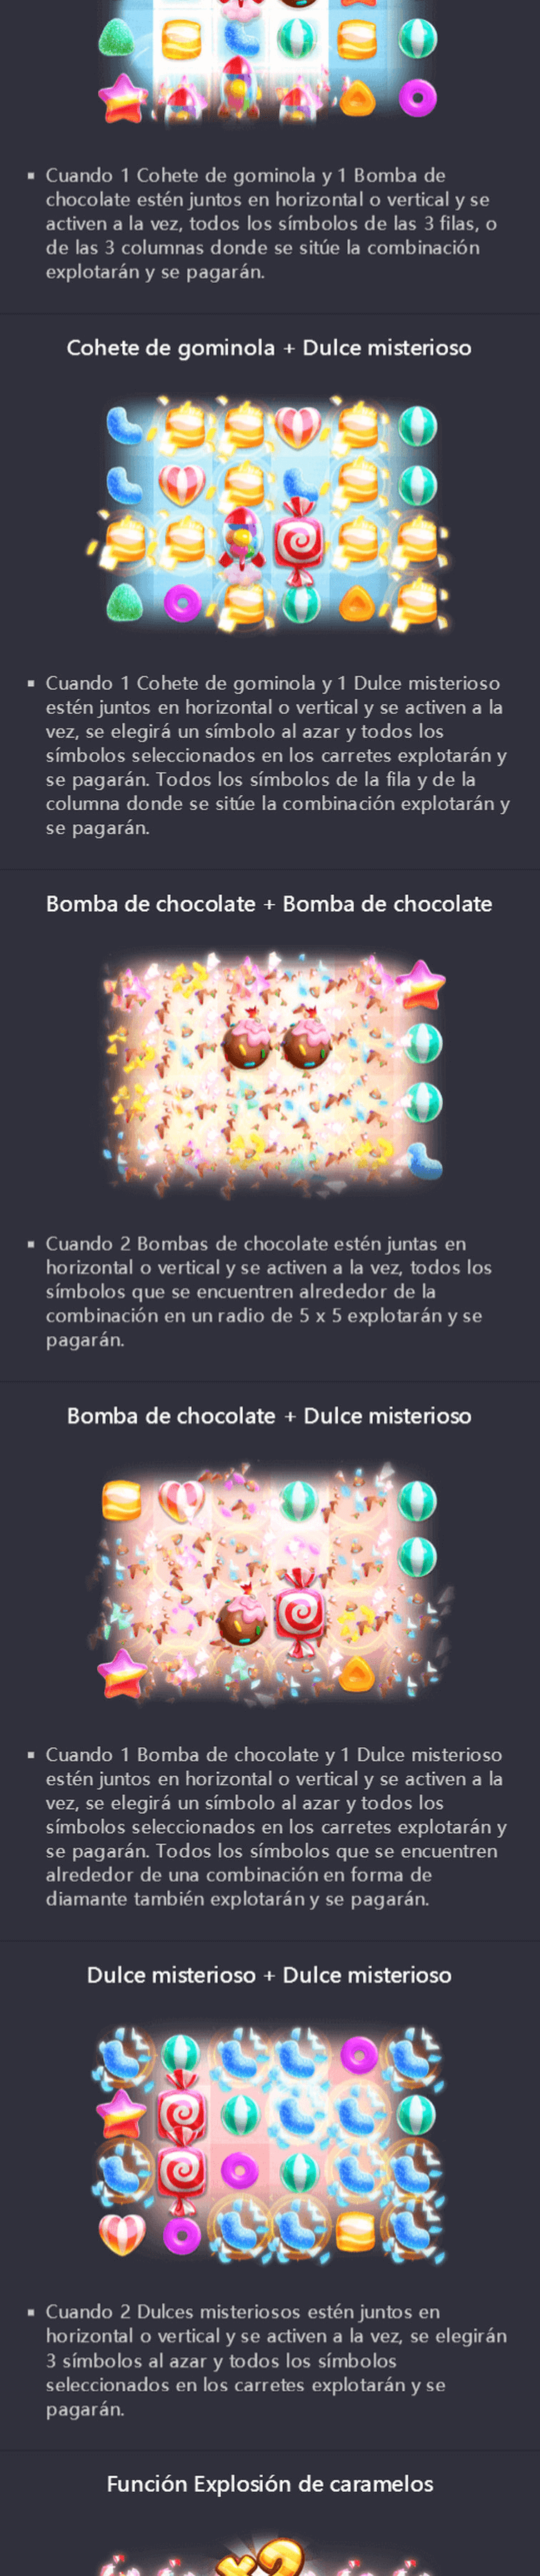 ▪ Cuando 1 Cohete de gominola y 1 Bomba de
chocolate estén juntos en horizontal o vertical y se
activen a la vez, todos los símbolos de las 3 filas, o
de las 3 columnas donde se sitúe la combinación
explotarán y se pagarán.
Cohete de gominola + Dulce misterioso
▪ Cuando 1 Cohete de gominola y 1 Dulce misterioso
estén juntos en horizontal o vertical y se activen a la
vez, se elegirá un símbolo al azar y todos los
símbolos seleccionados en los carretes explotarán y
se pagarán. Todos los símbolos de la fila y de la
columna donde se sitúe la combinación explotarán y
se pagarán.
Bomba de chocolate + Bomba de chocolate
▪ Cuando 2 Bombas de chocolate estén juntas en
horizontal o vertical y se activen a la vez, todos los
símbolos que se encuentren alrededor de la
combinación en un radio de 5 x 5 explotarán y se
pagarán.
Bomba de chocolate + Dulce misterioso
▪ Cuando 1 Bomba de chocolate y 1 Dulce misterioso
estén juntos en horizontal o vertical y se activen a la
vez, se elegirá un símbolo al azar y todos los
símbolos seleccionados en los carretes explotarán y
se pagarán. Todos los símbolos que se encuentren
alrededor de una combinación en forma de
diamante también explotarán y se pagarán.
Dulce misterioso + Dulce misterioso
▪ Cuando 2 Dulces misteriosos estén juntos en
horizontal o vertical y se activen a la vez, se elegirán
3 símbolos al azar y todos los símbolos
seleccionados en los carretes explotarán y se
pagarán.
Función Explosión de caramelos
x2